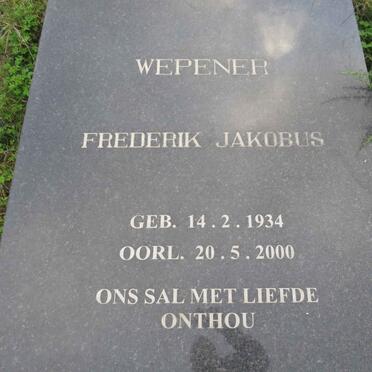 WEPENER
FREDERIK JAKOBUS
GEB. 14 . 2 . 1934
OORL. 20 . 5 . 2000
ONS SAL MET LIEFDE
ONTHOU